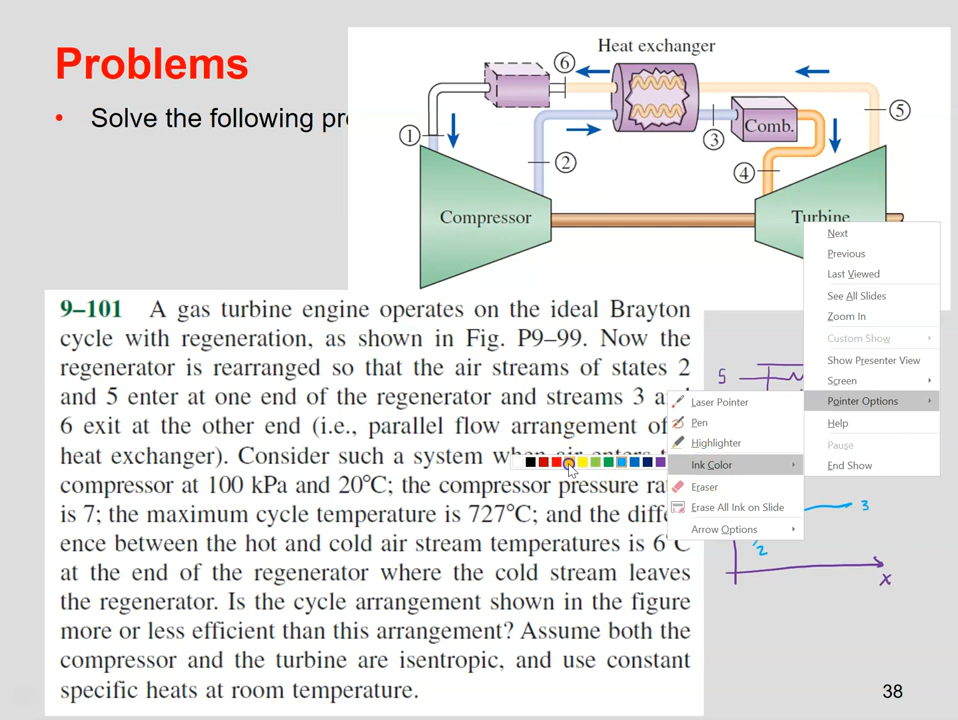 Problems
• Solve the following pr
Heat exchanger
6
1
2
3
Comb.
4
5
Compressor
Turbine
9–101 A gas turbine engine operates on the ideal Brayton
cycle with regeneration, as shown in Fig. P9–99. Now the
regenerator is rearranged so that the air streams of states 2
and 5 enter at one end of the regenerator and streams 3 a
6 exit at the other end (i.e., parallel flow arrangement of
heat exchanger). Consider such a system when air enters t
compressor at 100 kPa and 20°C; the compressor pressure ra
is 7; the maximum cycle temperature is 727°C; and the diffe
ence between the hot and cold air stream temperatures is 6°C
at the end of the regenerator where the cold stream leaves
the regenerator. Is the cycle arrangement shown in the figure
more or less efficient than this arrangement? Assume both the
compressor and the turbine are isentropic, and use constant
specific heats at room temperature.
Next
Previous
Last Viewed
See All Slides
Zoom In
Custom Show
Show Presenter View
Screen
Pointer Options
Help
Pause
End Show
Laser Pointer
Pen
Highlighter
Ink Color
Eraser
Erase All Ink on Slide
Arrow Options
5
3
2
x
38